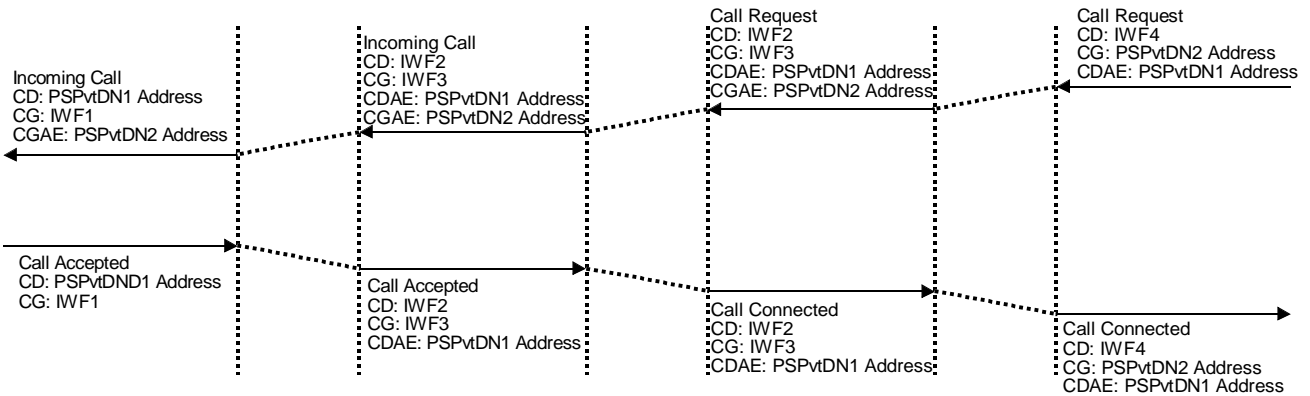 Call Request
CD: IWF4
CG: PSPvtDN2 Address
CDAE: PSPvtDN1 Address
Call Request
CD: IWF2
CG: IWF3
CDAE: PSPvtDN1 Address
CGAE: PSPvtDN2 Address
Incoming Call
CD: IWF2
CG: IWF3
CDAE: PSPvtDN1 Address
CGAE: PSPvtDN2 Address
Incoming Call
CD: PSPvtDN1 Address
CG: IWF1
CGAE: PSPvtDN2 Address
Call Accepted
CD: PSPvtDND1 Address
CG: IWF1
Call Accepted
CD: IWF2
CG: IWF3
CDAE: PSPvtDN1 Address
Call Connected
CD: IWF2
CG: IWF3
CDAE: PSPvtDN1 Address
Call Connected
CD: IWF4
CG: PSPvtDN2 Address
CDAE: PSPvtDN1 Address